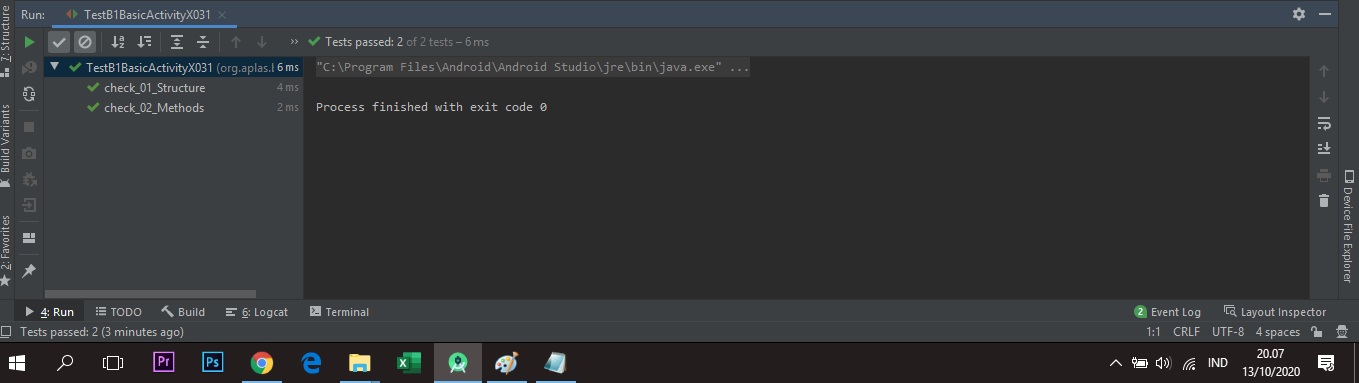 Run: TestB1BasicActivityX031
Tests passed: 2 of 2 tests – 6 ms
TestB1BasicActivityX031 (org.aplas.l 6 ms
check_01_Structure 4 ms
check_02_Methods 2 ms
"C:\Program Files\Android\Android Studio\jre\bin\java.exe" ...
Process finished with exit code 0
7: Structure
Build Variants
2: Favorites
Device File Explorer
4: Run TODO Build 6: Logcat Terminal 2 Event Log Layout Inspector
Tests passed: 2 (3 minutes ago) 1:1 CRLF UTF-8 4 spaces
Pr Ps IND 20.07
13/10/2020